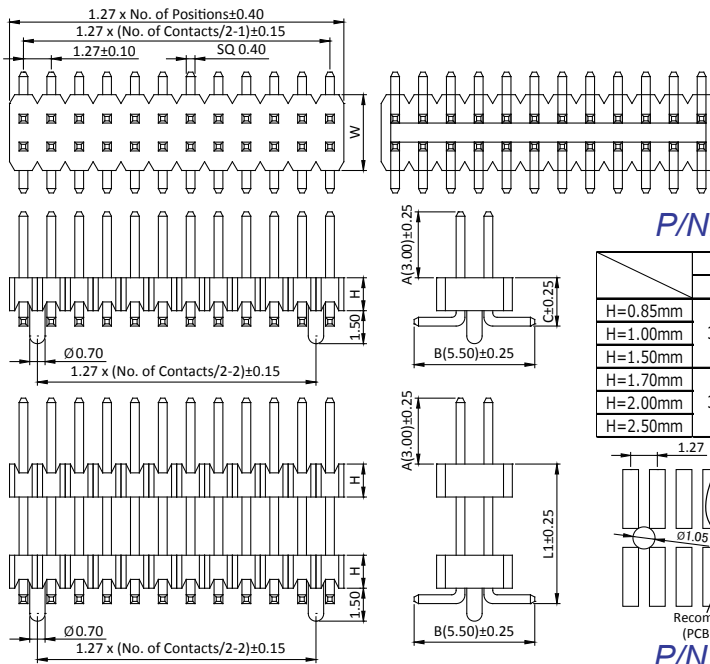 1.27 x No. of Positions±0.40
1.27 x (No. of Contacts/2-1)±0.15
1.27±0.10
SQ 0.40
W
P/N
A(3.00)±0.25
H
1.50
C±0.25
Ø0.70
B(5.50)±0.25
1.27 x (No. of Contacts/2-2)±0.15
H=0.85mm
H=1.00mm
H=1.50mm
H=1.70mm
H=2.00mm
H=2.50mm
A(3.00)±0.25
H
H
1.50
L1±0.25
1.27
Ø1.05
Ø0.70
B(5.50)±0.25
1.27 x (No. of Contacts/2-2)±0.15
(PCB
P/N